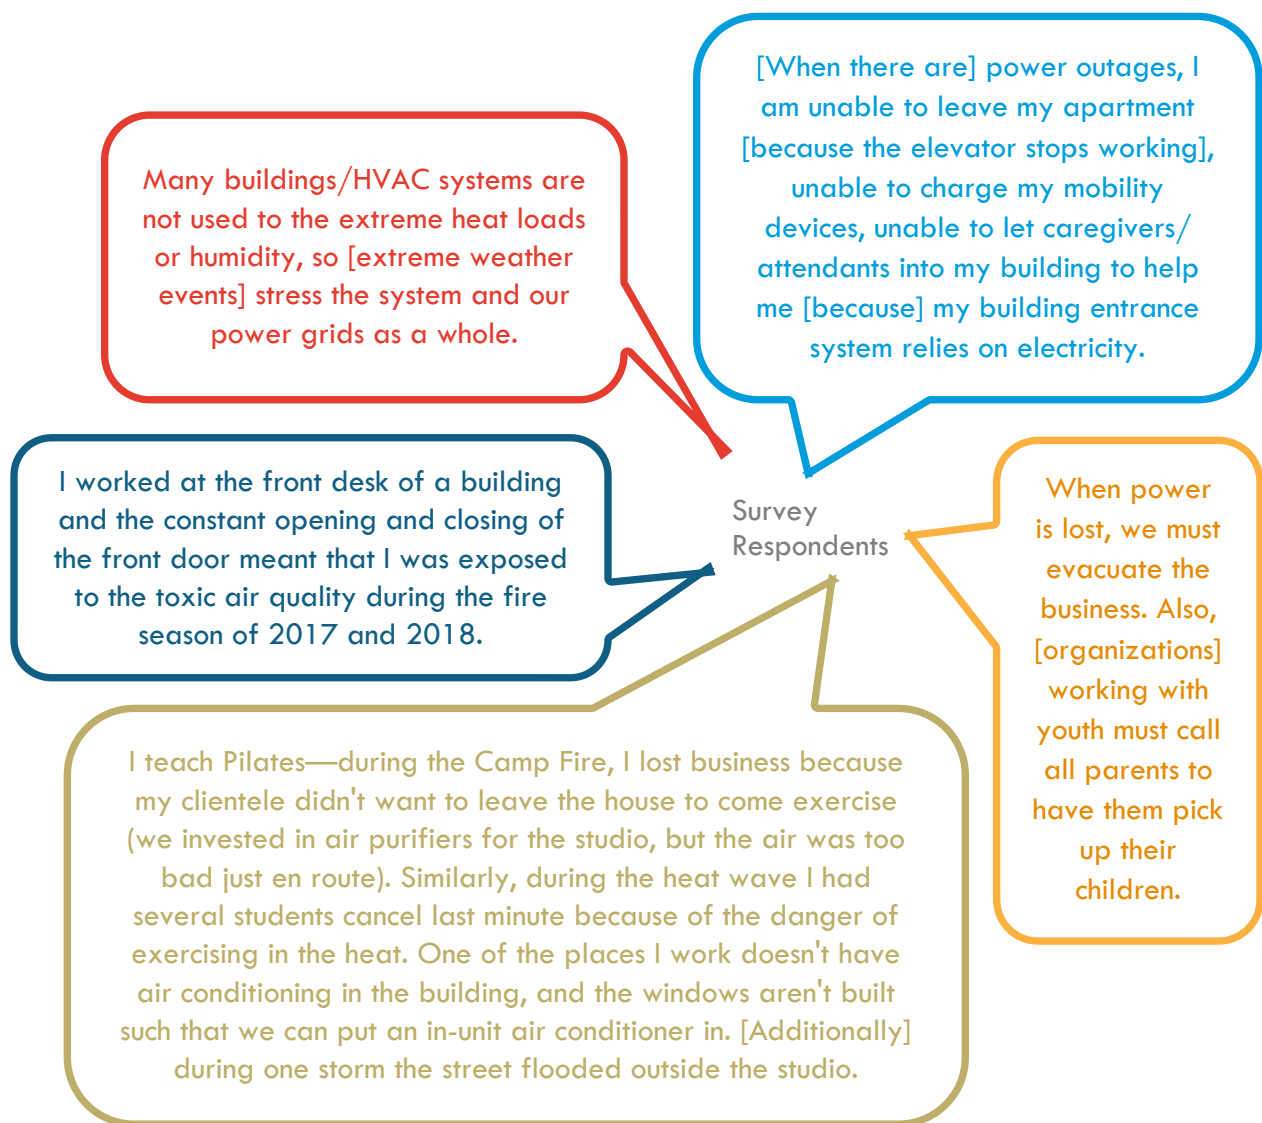 [When there are] power outages, I
am unable to leave my apartment
[because the elevator stops working],
unable to charge my mobility
devices, unable to let caregivers/
attendants into my building to help
me [because] my building entrance
system relies on electricity.
Many buildings/HVAC systems are
not used to the extreme heat loads
or humidity, so [extreme weather
events] stress the system and our
power grids as a whole.
I worked at the front desk of a building
and the constant opening and closing of
the front door meant that I was exposed
to the toxic air quality during the fire
season of 2017 and 2018.
Survey
Respondents
When power
is lost, we must
evacuate the
business. Also,
[organizations]
working with
youth must call
all parents to
have them pick
up their
children.
I teach Pilates—during the Camp Fire, I lost business because
my clientele didn't want to leave the house to come exercise
(we invested in air purifiers for the studio, but the air was too
bad just en route). Similarly, during the heat wave I had
several students cancel last minute because of the danger of
exercising in the heat. One of the places I work doesn't have
air conditioning in the building, and the windows aren't built
such that we can put an in-unit air conditioner in. [Additionally]
during one storm the street flooded outside the studio.